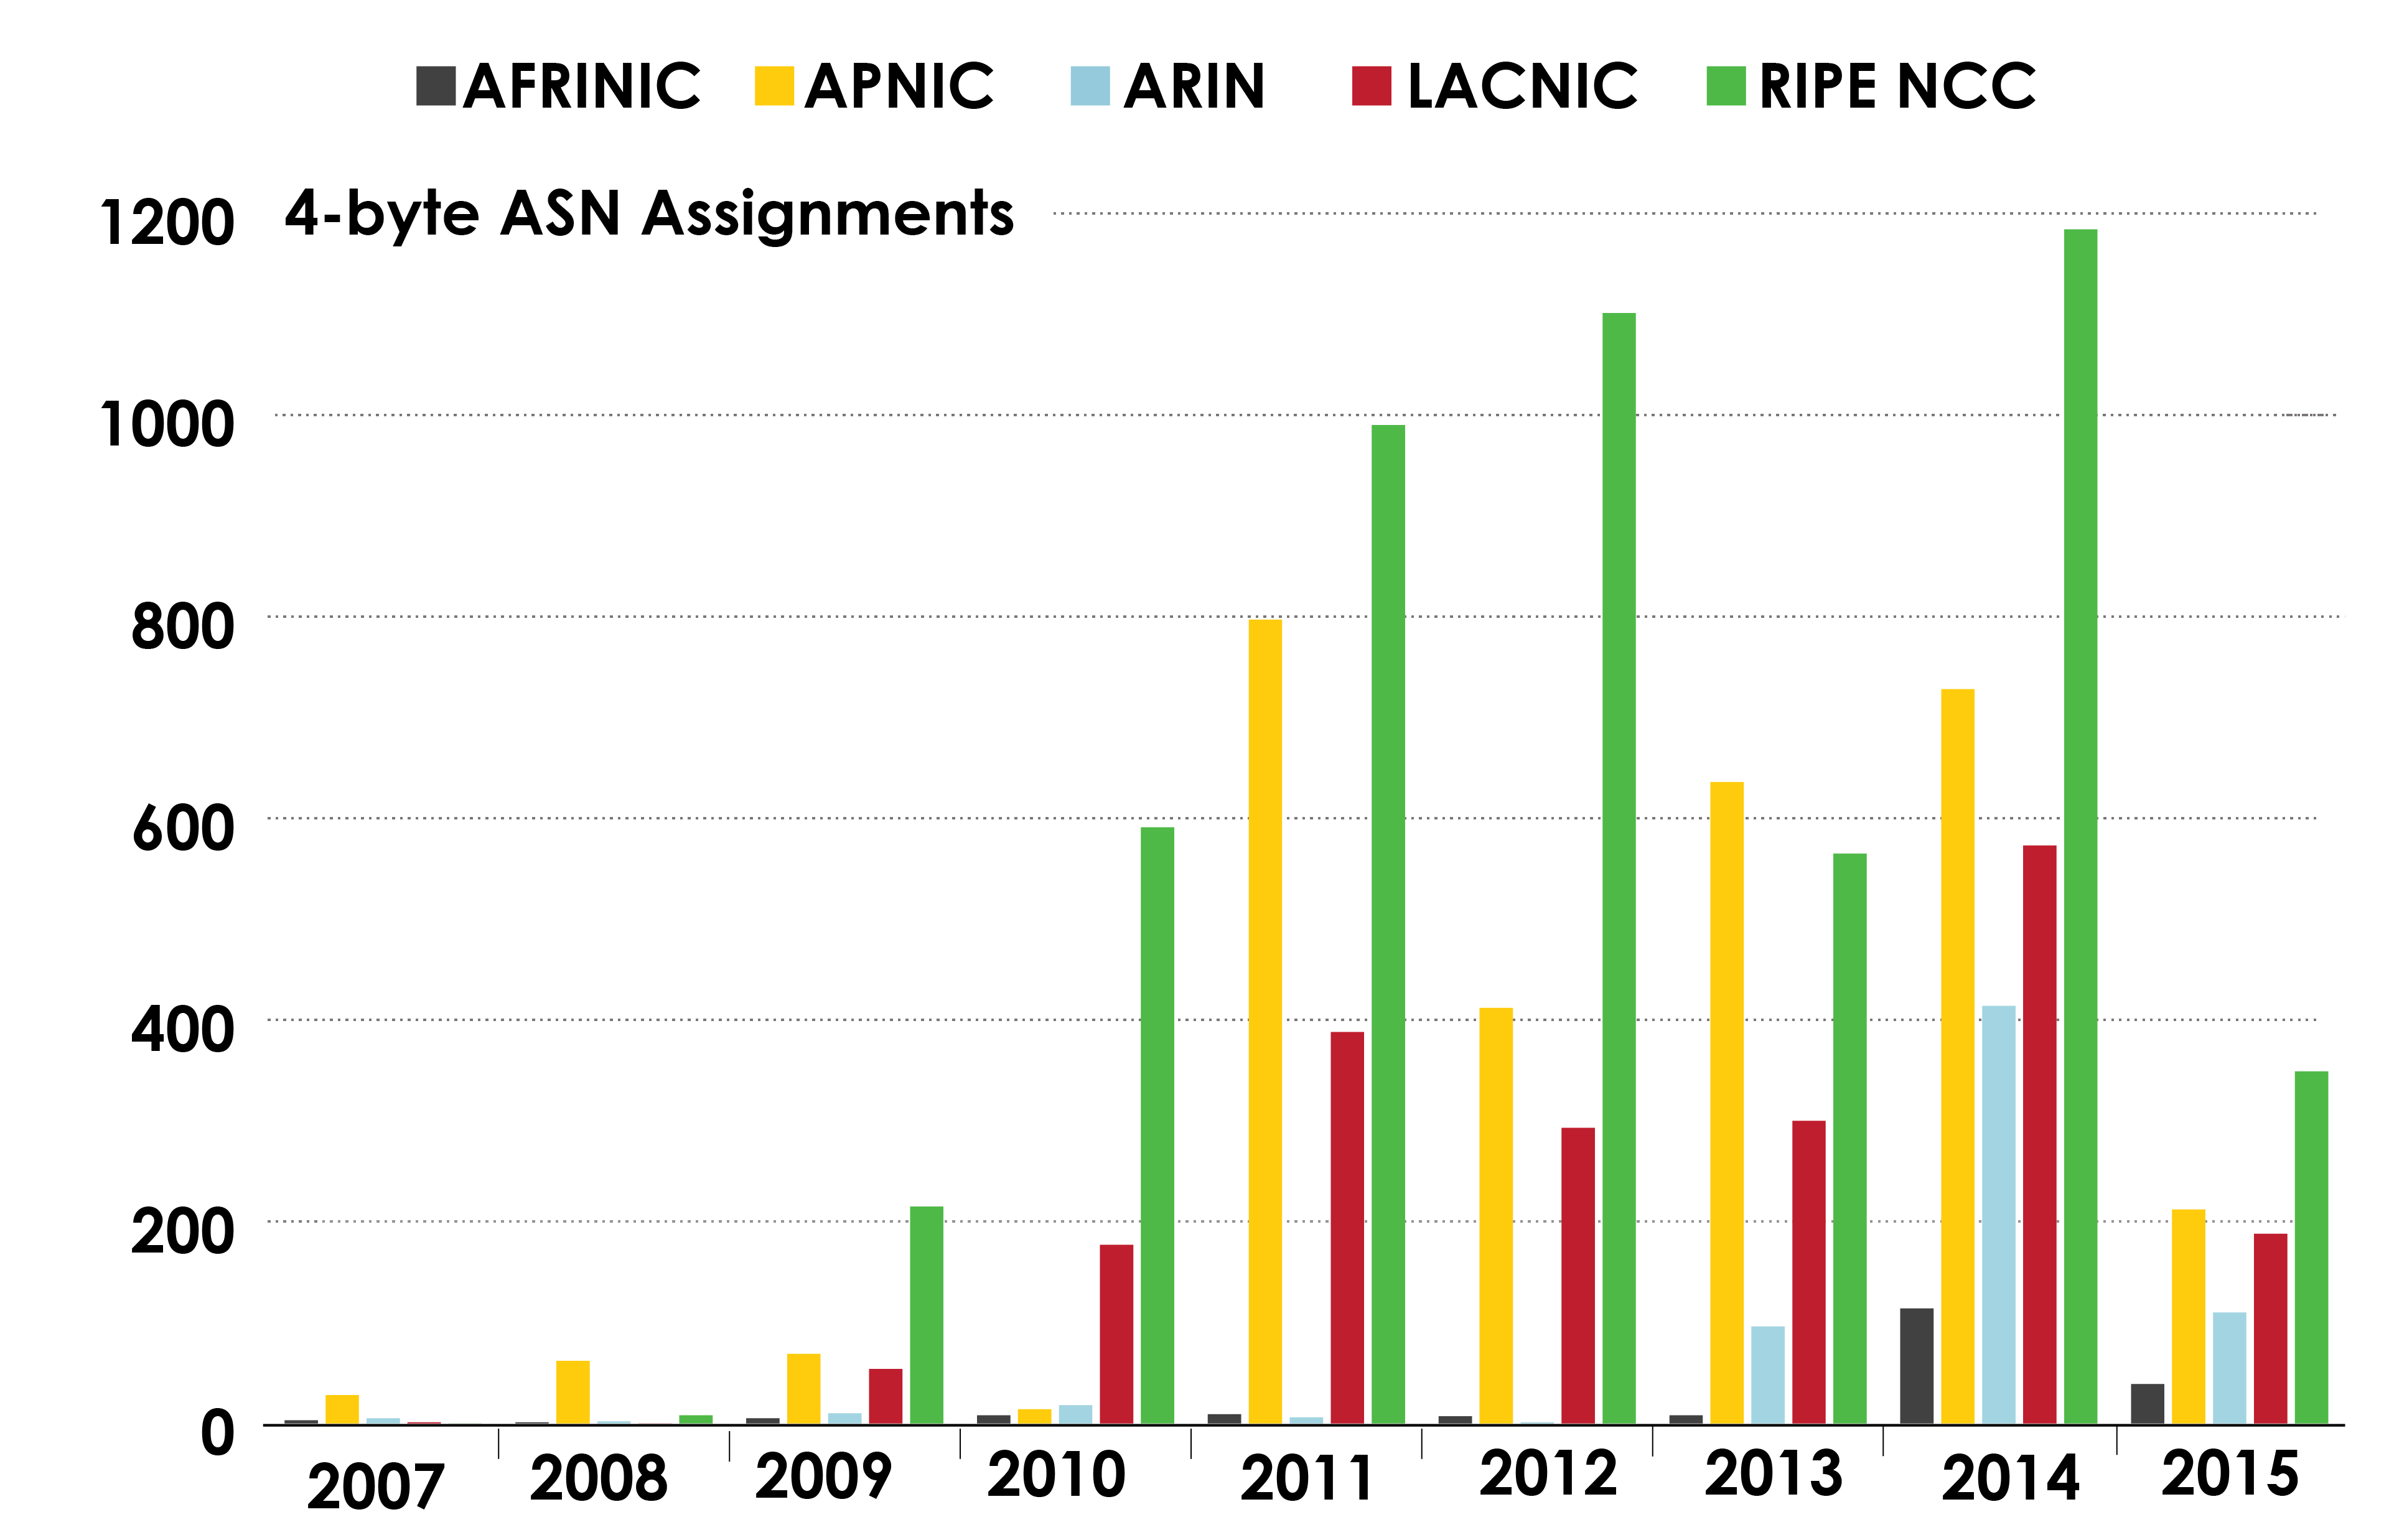 AFRINIC APNIC ARIN LACNIC RIPE NCC
4-byte ASN Assignments
1200
1000
800
600
400
200
0
2007 2008 2009 2010 2011 2012 2013 2014 2015